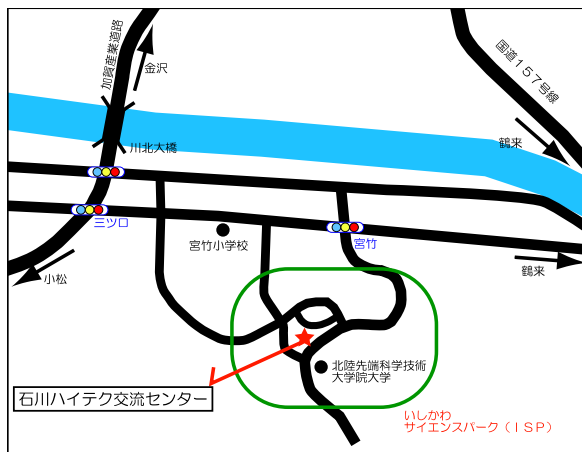 加賀産業道路
金沢
国道１５７号線
川北大橋
鶴来
三ツ口
宮竹小学校
宮竹
小松
鶴来
北陸先端科学技術
大学院大学
石川ハイテク交流センター
いしかわ
サイエンスパーク（ＩＳＰ）